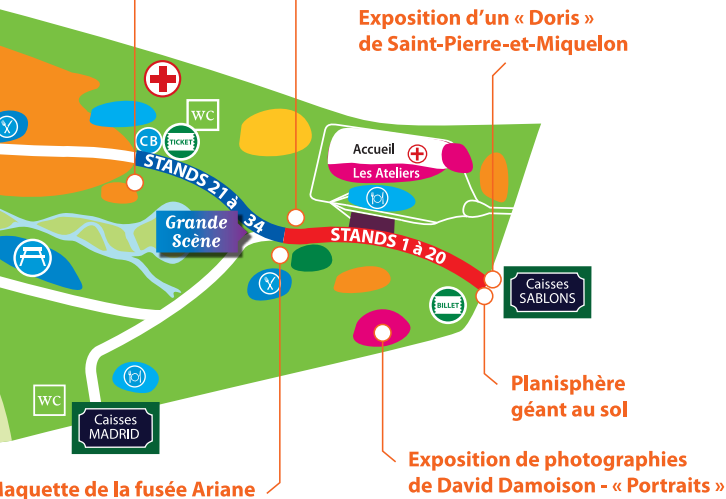 Exposition d'un « Doris »
de Saint-Pierre-et-Miquelon
WC
CB
TICKET
Accueil
Les Ateliers
STANDS 21 à 34
Grande
Scène
STANDS 1 à 20
Caisses
SABLONS
BILLET
Planisphère
géant au sol
WC
Caisses
MADRID
Exposition de photographies
de David Damoison - « Portraits »
Maquette de la fusée Ariane